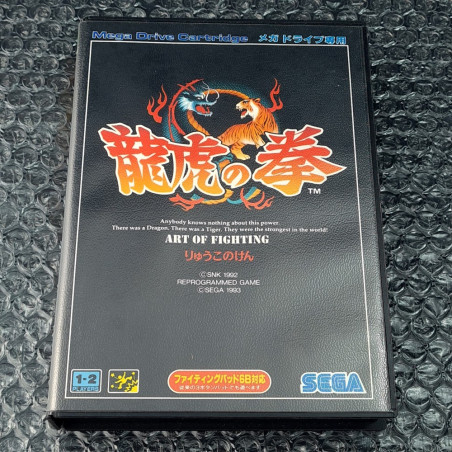 Mega Drive Cartridge メガドライブ専用
龍虎の拳
TM
Anybody knows nothing about this power.
There was a Dragon. There was a Tiger. They were the strongest in the world!
ART OF FIGHTING
りゅうこのけん
©SNK 1992
REPROGRAMMED GAME
©SEGA 1993
1-2
PLAYERS
ファイティングパッド6B対応
SEGA